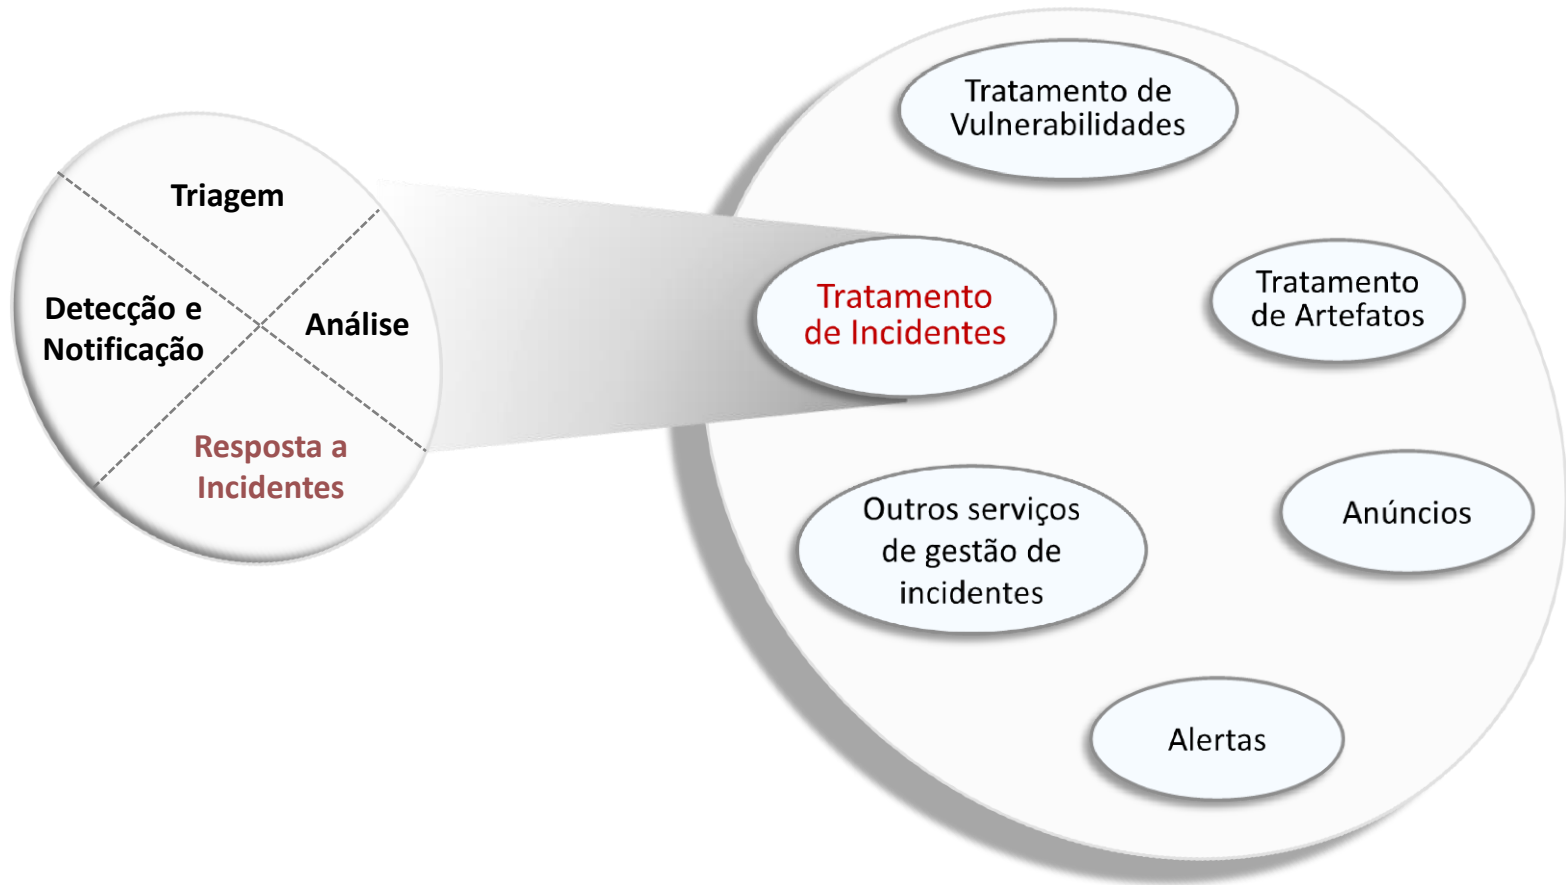 Triagem
Detecção e
Notificação
Análise
Resposta a
Incidentes
Tratamento de
Vulnerabilidades
Tratamento
de Incidentes
Tratamento
de Artefatos
Outros serviços
de gestão de
incidentes
Anúncios
Alertas